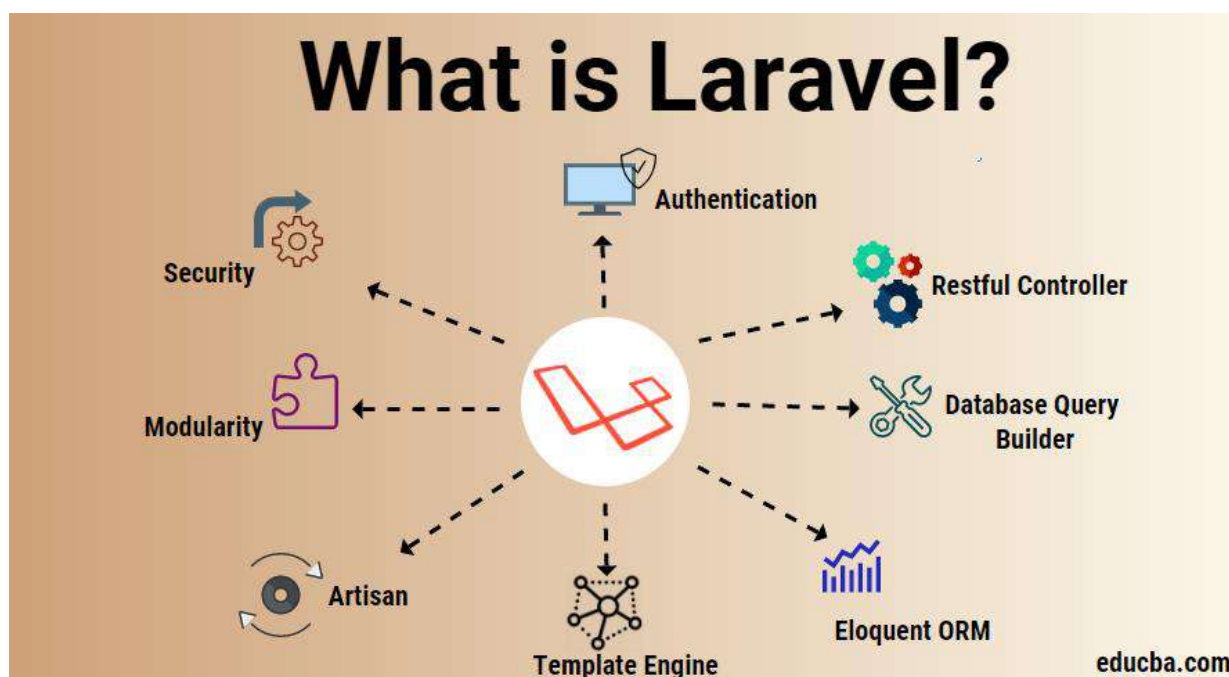 What is Laravel?
Authentication
Security
Restful Controller
Modularity
Database Query
Builder
Artisan
Eloquent ORM
Template Engine
educba.com